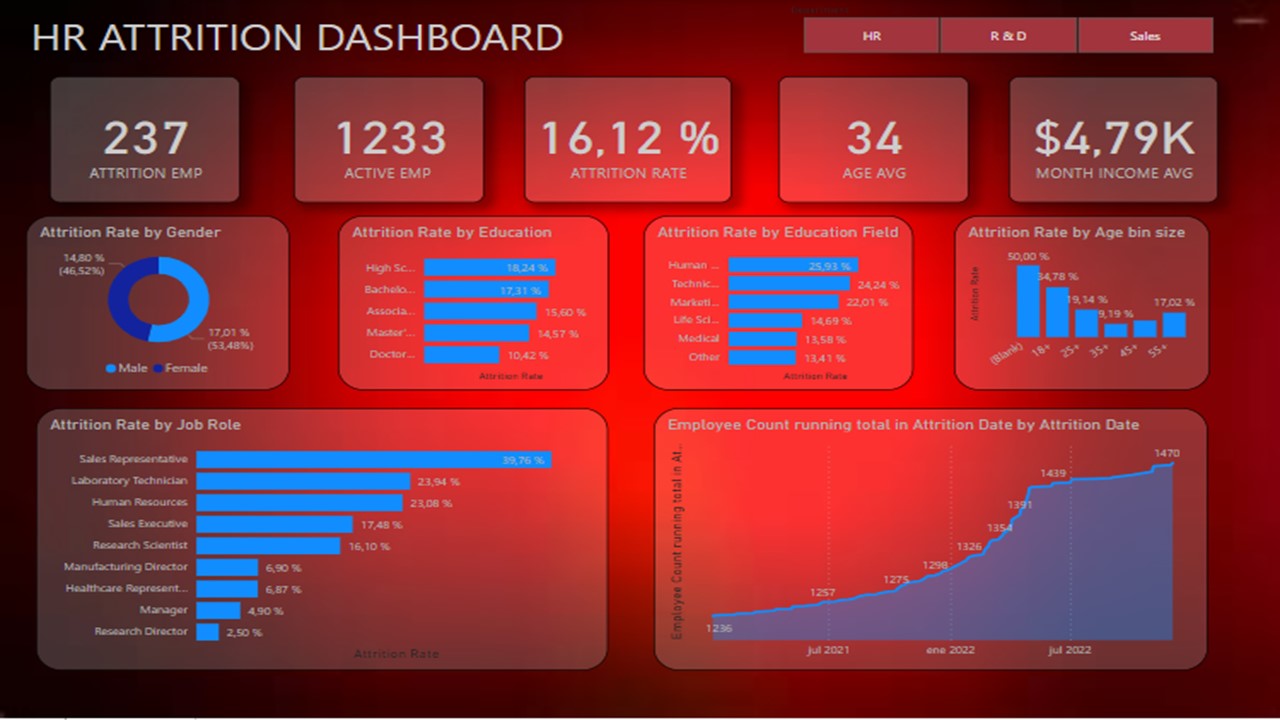 HR ATTRITION DASHBOARD
HR
R & D
Sales
237
ATTRITION EMP
1233
ACTIVE EMP
16,12 %
ATTRITION RATE
34
AGE AVG
$4,79K
MONTH INCOME AVG
Attrition Rate by Gender
14,80 %
(46,52%)
17,01 %
(53,48%)
Male
Female
Attrition Rate by Education
High Sc...
18,24 %
Bachelo...
17,31 %
Associa...
15,60 %
Master'...
14,57 %
Doctor...
10,42 %
Attrition Rate
Attrition Rate by Education Field
Human ...
25,93 %
Technic...
24,24 %
Marketi...
22,01 %
Life Sci...
14,69 %
Medical
13,58 %
Other
13,41 %
Attrition Rate
Attrition Rate by Age bin size
Attrition Rate
50,00 %
34,78 %
19,14 %
9,19 %
17,02 %
(Blank)
18+
25+
35+
45+
55+
Attrition Rate by Job Role
Sales Representative
39,76 %
Laboratory Technician
23,94 %
Human Resources
23,08 %
Sales Executive
17,48 %
Research Scientist
16,10 %
Manufacturing Director
6,90 %
Healthcare Represent...
6,87 %
Manager
4,90 %
Research Director
2,50 %
Attrition Rate
Employee Count running total in Attrition Date by Attrition Date
Employee Count running total in At...
1236
1257
1275
1298
1326
1354
1391
1439
1470
jul 2021
ene 2022
jul 2022